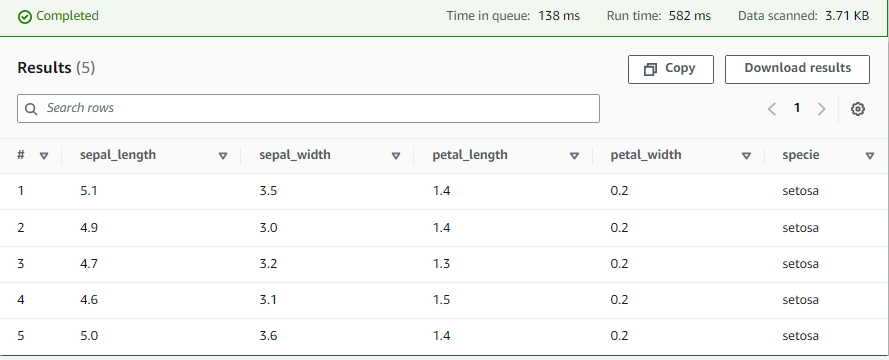 Completed Time in queue: 138 ms Run time: 582 ms Data scanned: 3.71 KB
Results (5) Copy Download results
Search rows 1
# sepal_length sepal_width petal_length petal_width specie
1 5.1 3.5 1.4 0.2 setosa
2 4.9 3.0 1.4 0.2 setosa
3 4.7 3.2 1.3 0.2 setosa
4 4.6 3.1 1.5 0.2 setosa
5 5.0 3.6 1.4 0.2 setosa